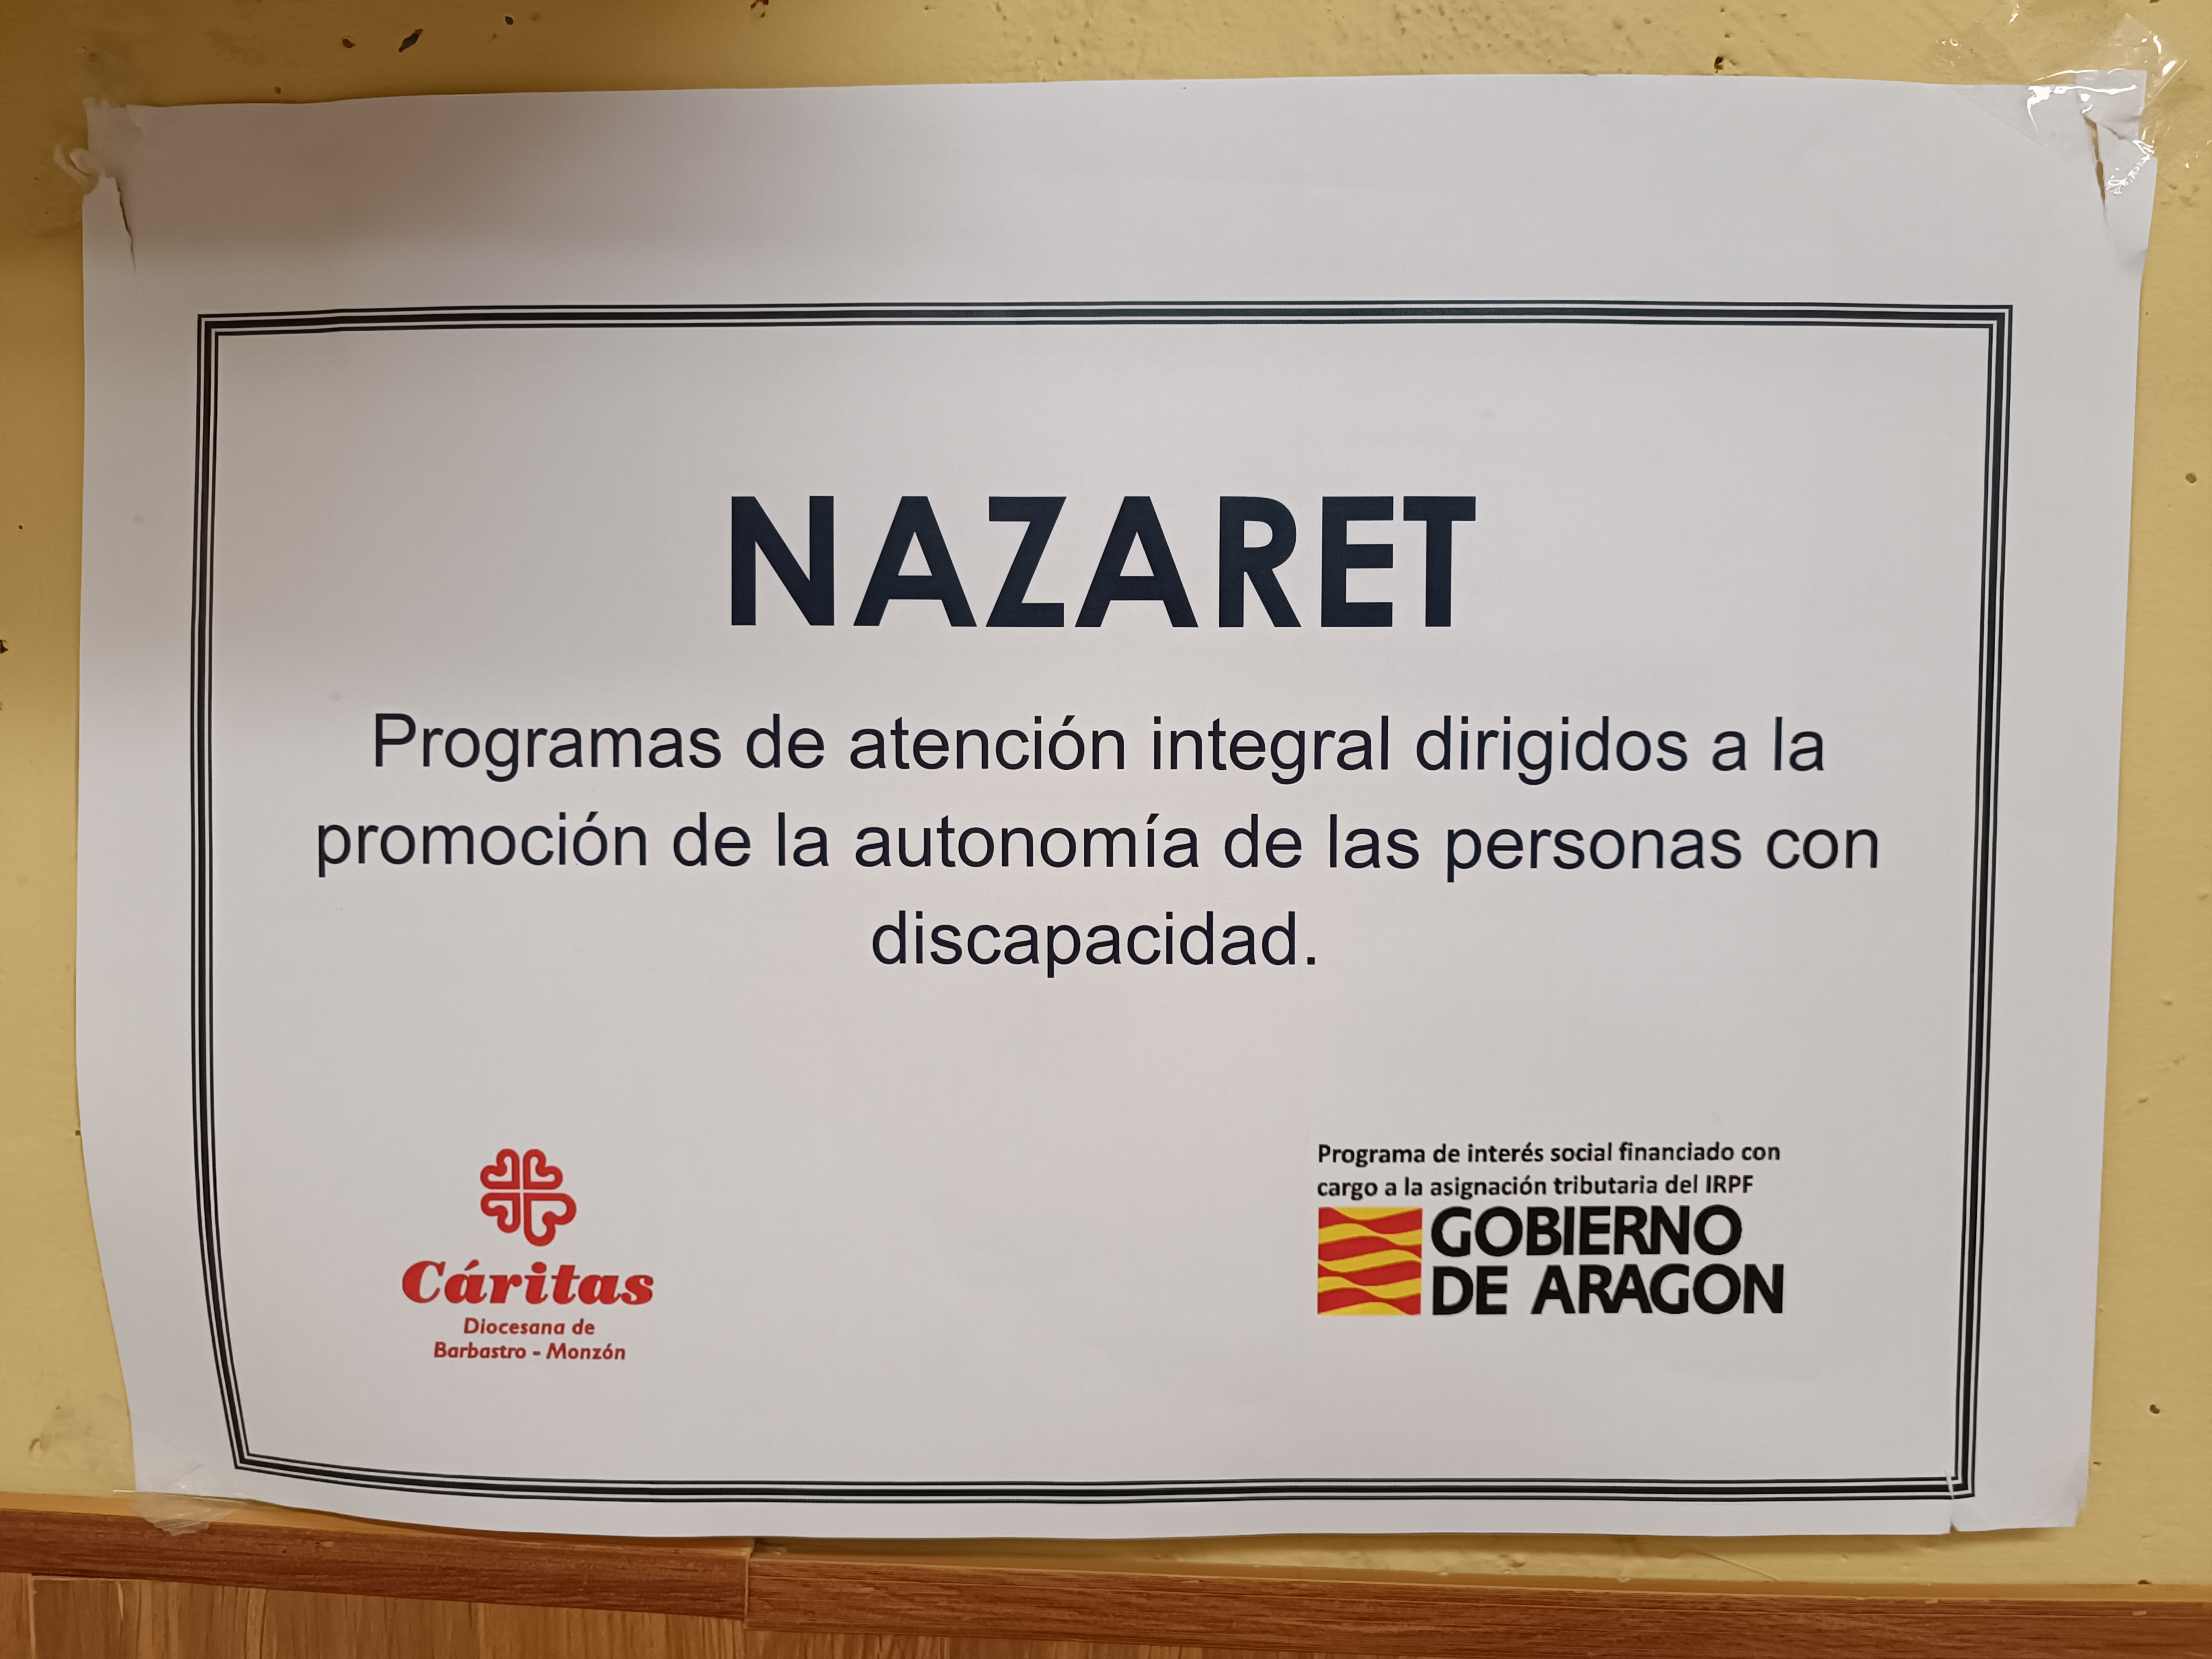 NAZARET
Programas de atención integral dirigidos a la
promoción de la autonomía de las personas con
discapacidad.
Cáritas
Diocesana de
Barbastro - Monzón
Programa de interés social financiado con
cargo a la asignación tributaria del IRPF
GOBIERNO
DE ARAGON